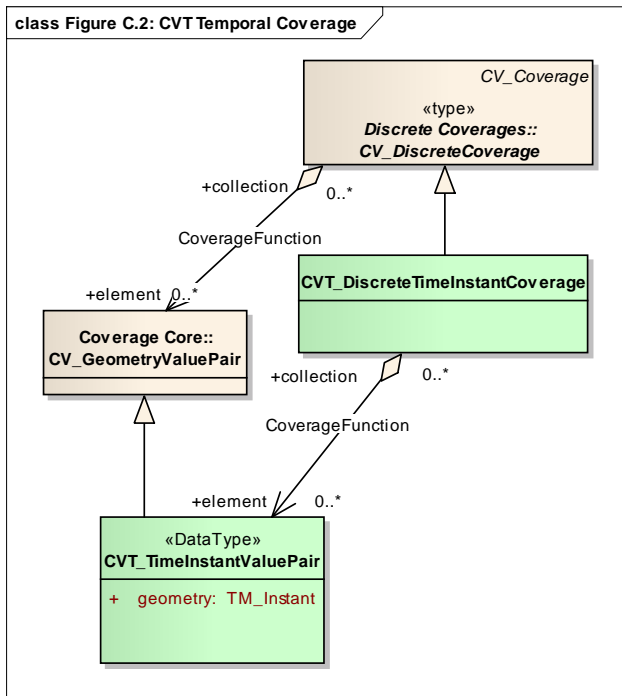 class Figure C.2: CVT Temporal Coverage
CV_Coverage
«type»
Discrete Coverages::
CV_DiscreteCoverage
+collection
0..*
CoverageFunction
+element 0..*
CVT_DiscreteTimeInstantCoverage
Coverage Core::
CV_GeometryValuePair
+collection
0..*
CoverageFunction
+element
0..*
«DataType»
CVT_TimeInstantValuePair
+ geometry: TM_Instant